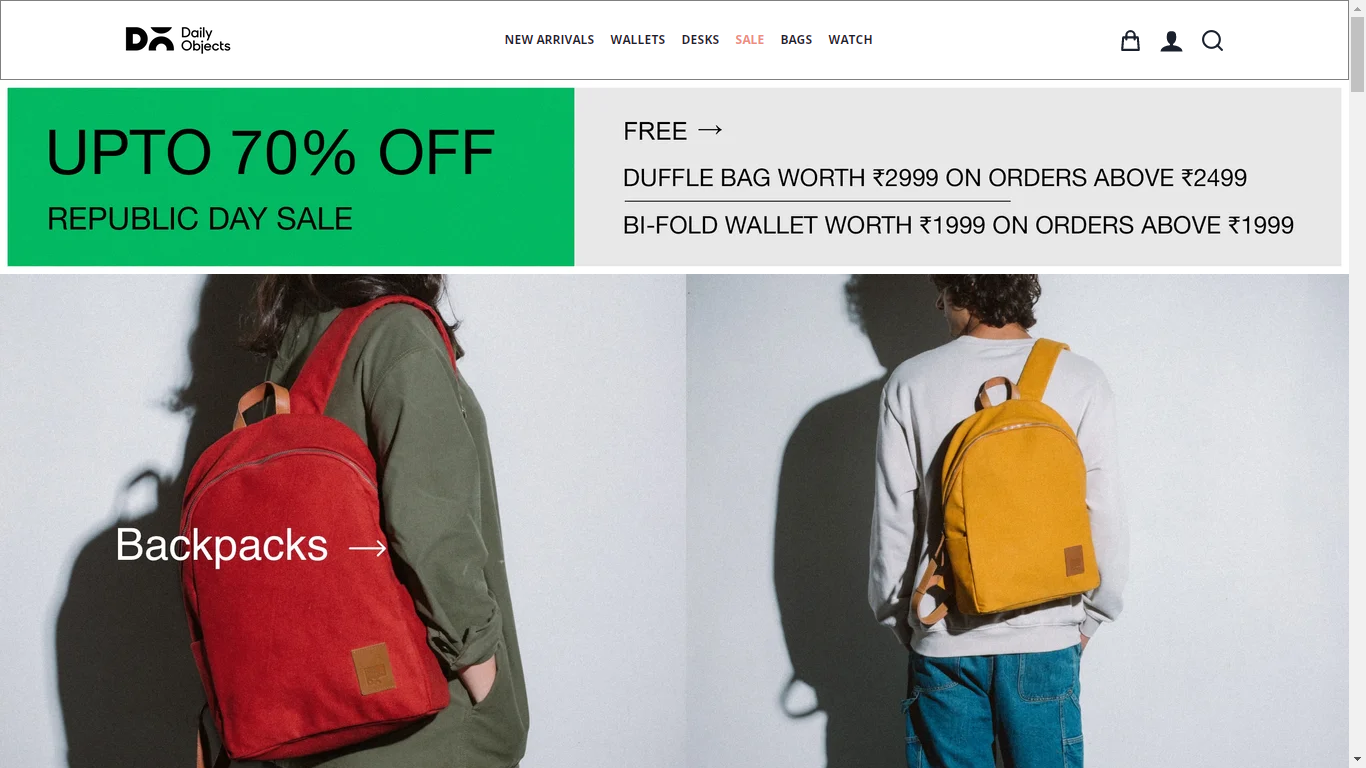 Daily
Objects
NEW ARRIVALS WALLETS DESKS SALE BAGS WATCH
UPTO 70% OFF
REPUBLIC DAY SALE
FREE →
DUFFLE BAG WORTH ₹2999 ON ORDERS ABOVE ₹2499
BI-FOLD WALLET WORTH ₹1999 ON ORDERS ABOVE ₹1999
Backpacks →